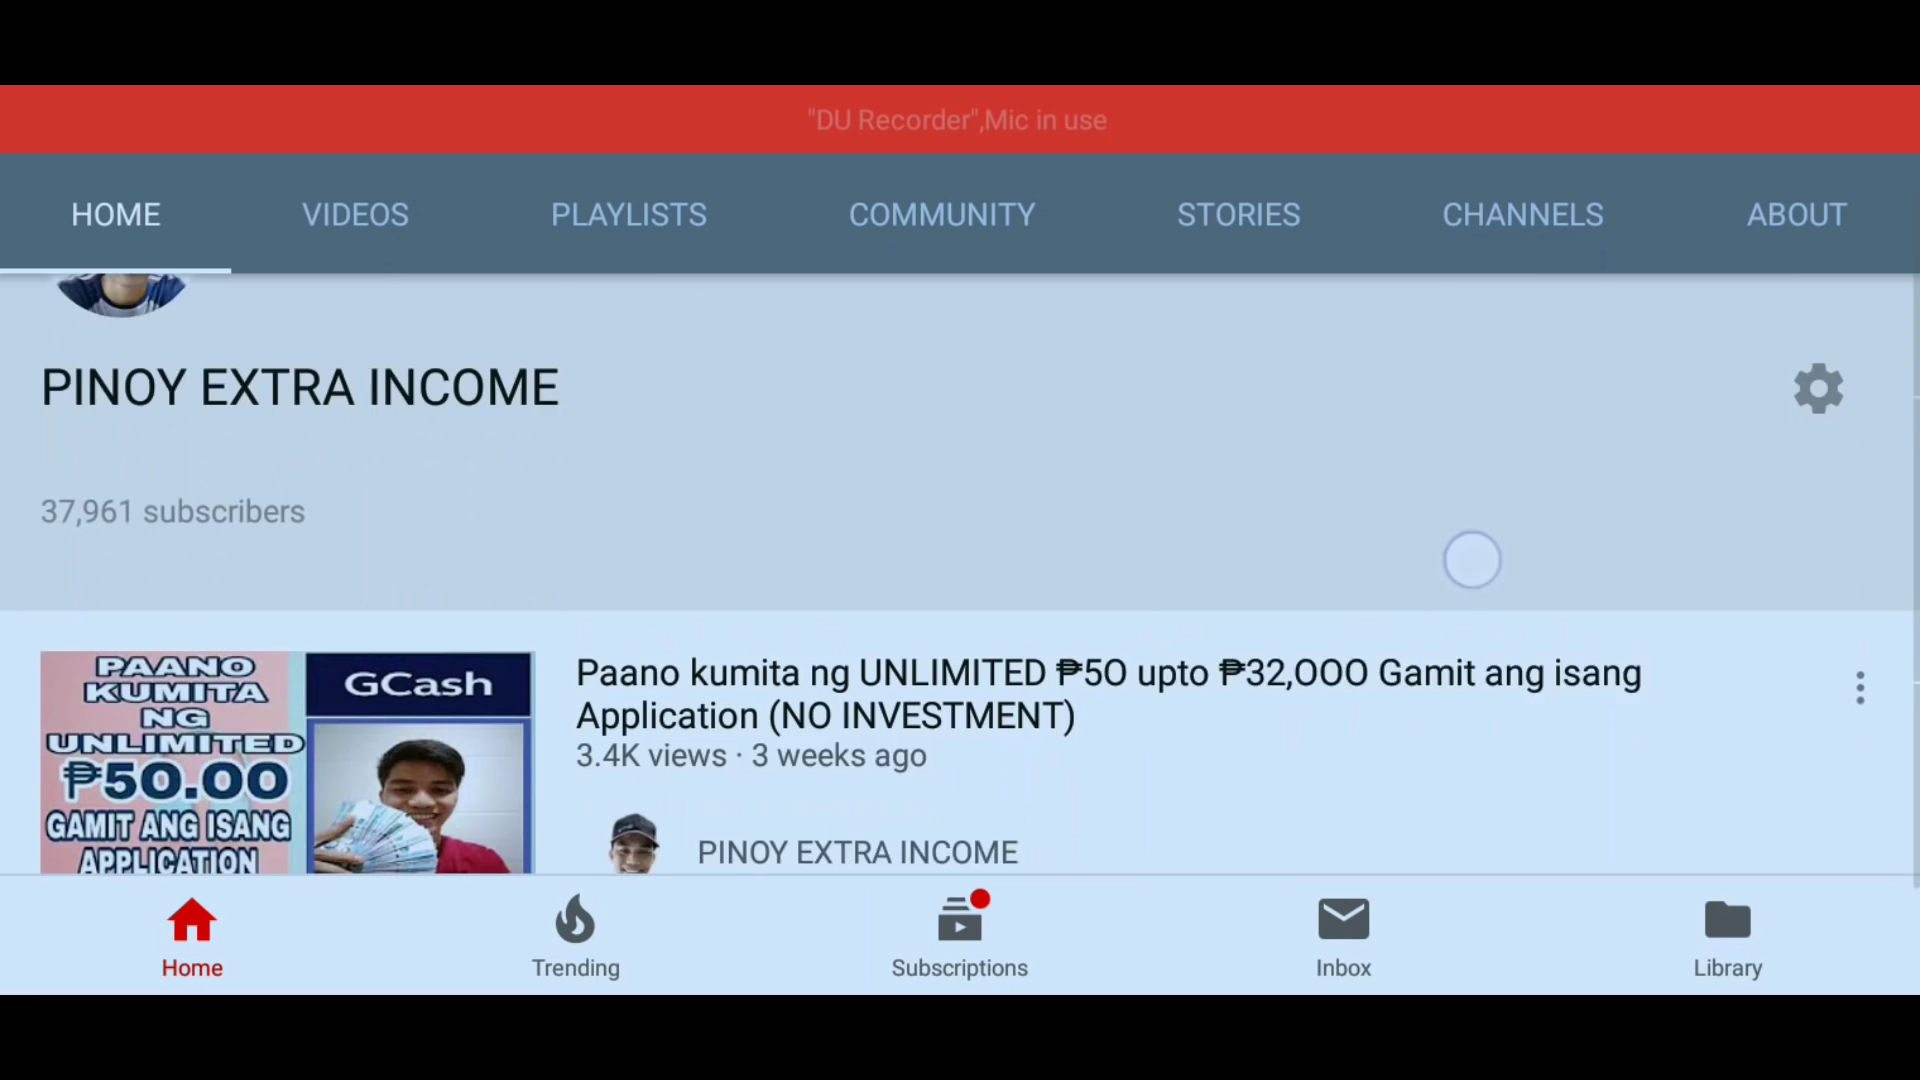 "DU Recorder",Mic in use
HOME VIDEOS PLAYLISTS COMMUNITY STORIES CHANNELS ABOUT
PINOY EXTRA INCOME
37,961 subscribers
PAANO
KUMITA
NG
UNLIMITED
₱50.00
GAMIT ANG ISANG
APPLICATION
GCash
Paano kumita ng UNLIMITED ₱5O upto ₱32,OOO Gamit ang isang
Application (NO INVESTMENT)
3.4K views · 3 weeks ago
PINOY EXTRA INCOME
Home Trending Subscriptions Inbox Library